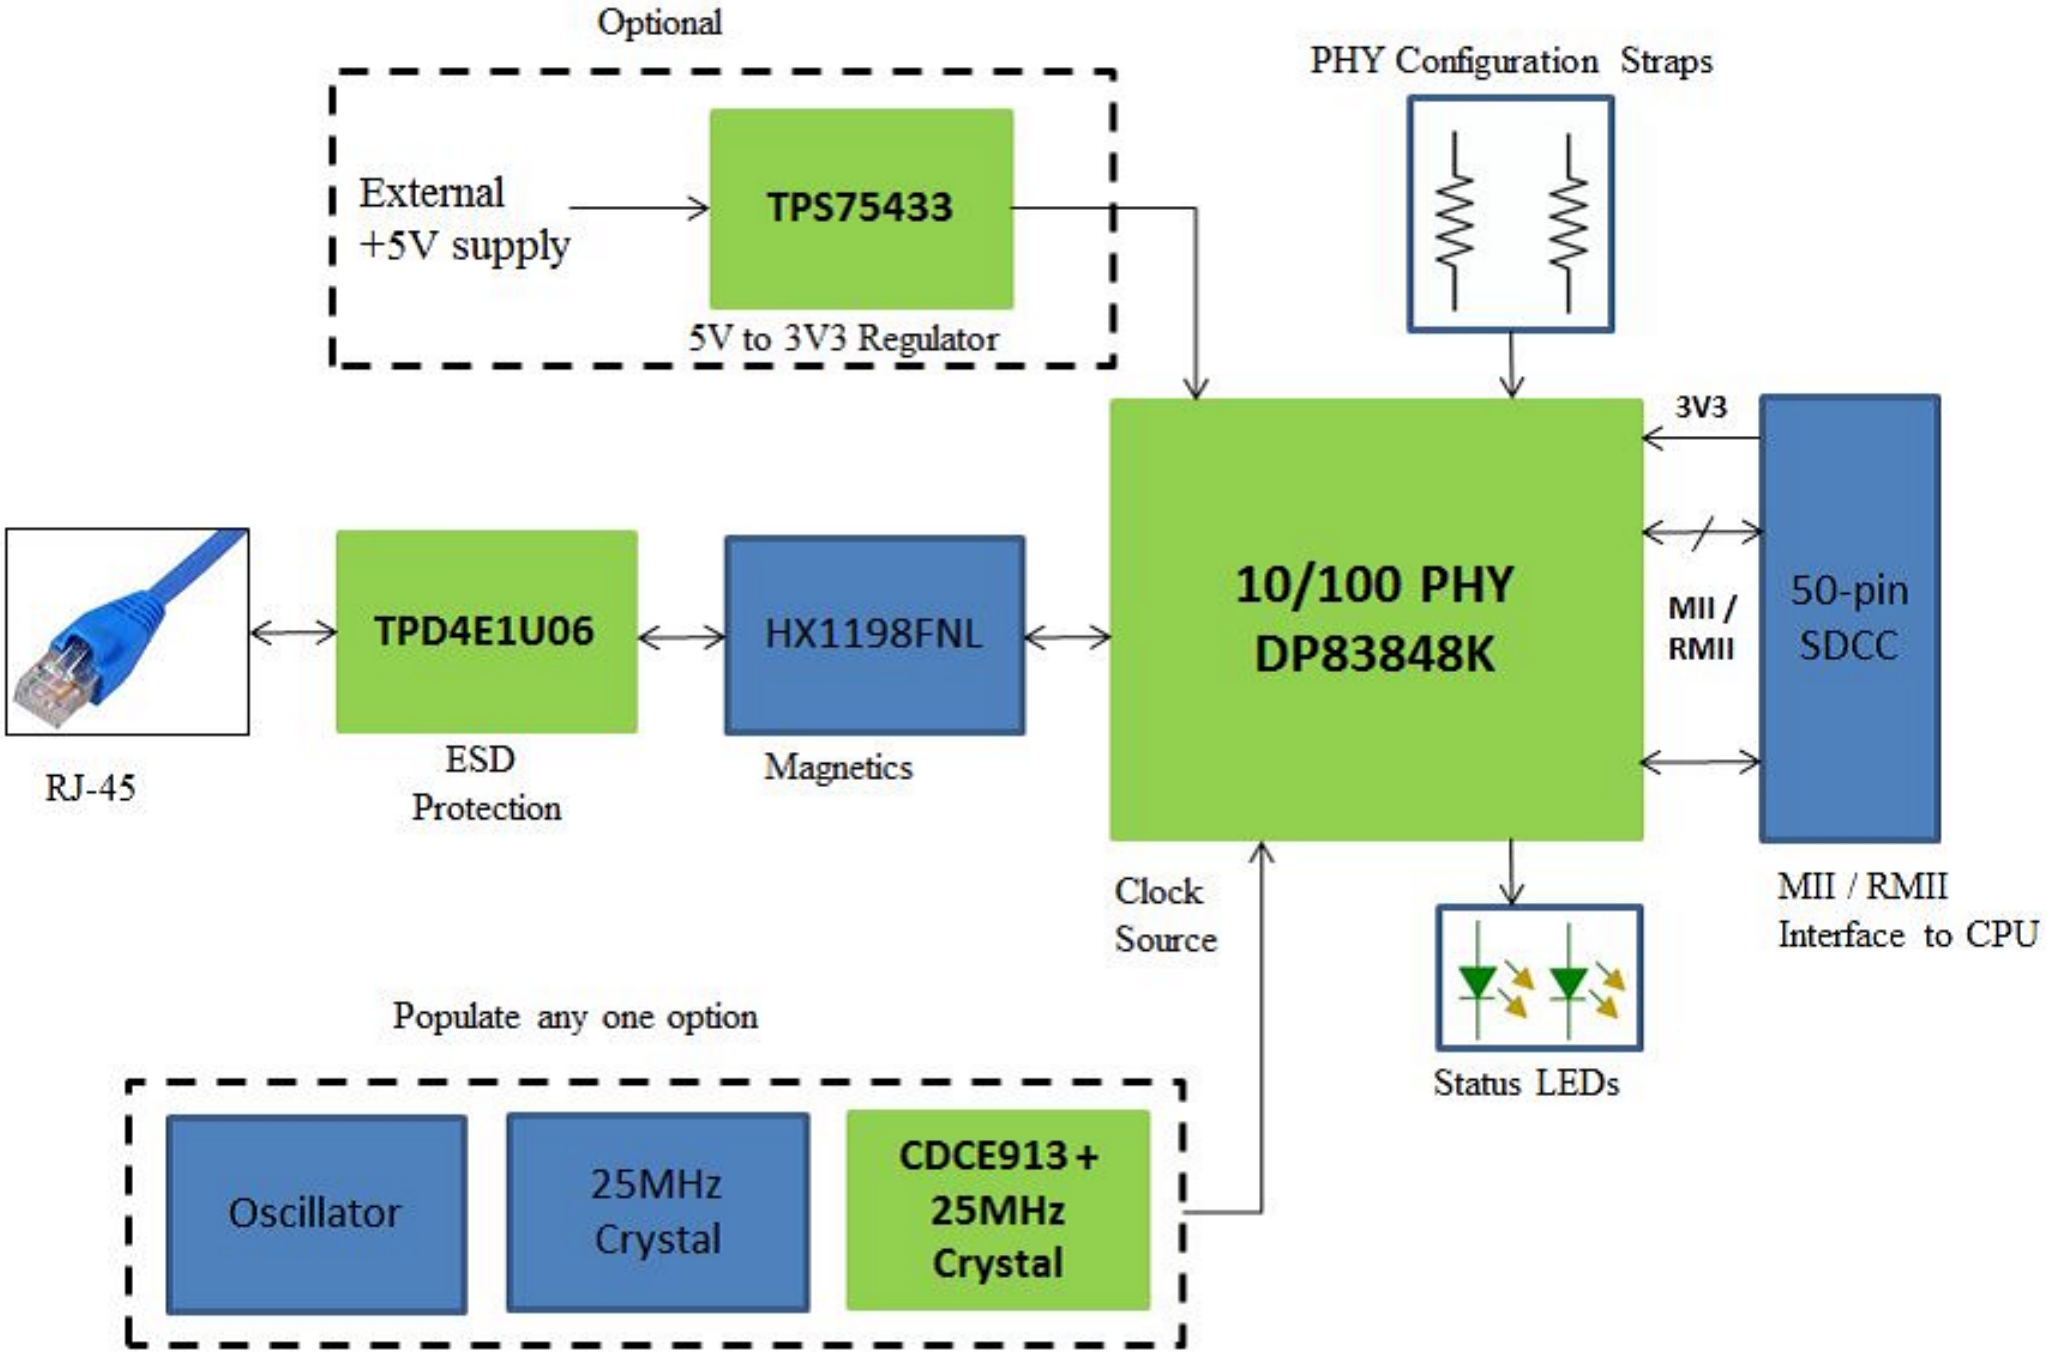 Optional
PHY Configuration Straps
External
+5V supply
TPS75433
5V to 3V3 Regulator
3V3
10/100 PHY
DP83848K
MII /
RMII
50-pin
SDCC
TPD4E1U06
HX1198FNL
RJ-45
ESD
Protection
Magnetics
Clock
Source
MII / RMII
Interface to CPU
Status LEDs
Populate any one option
Oscillator
25MHz
Crystal
CDCE913 +
25MHz
Crystal